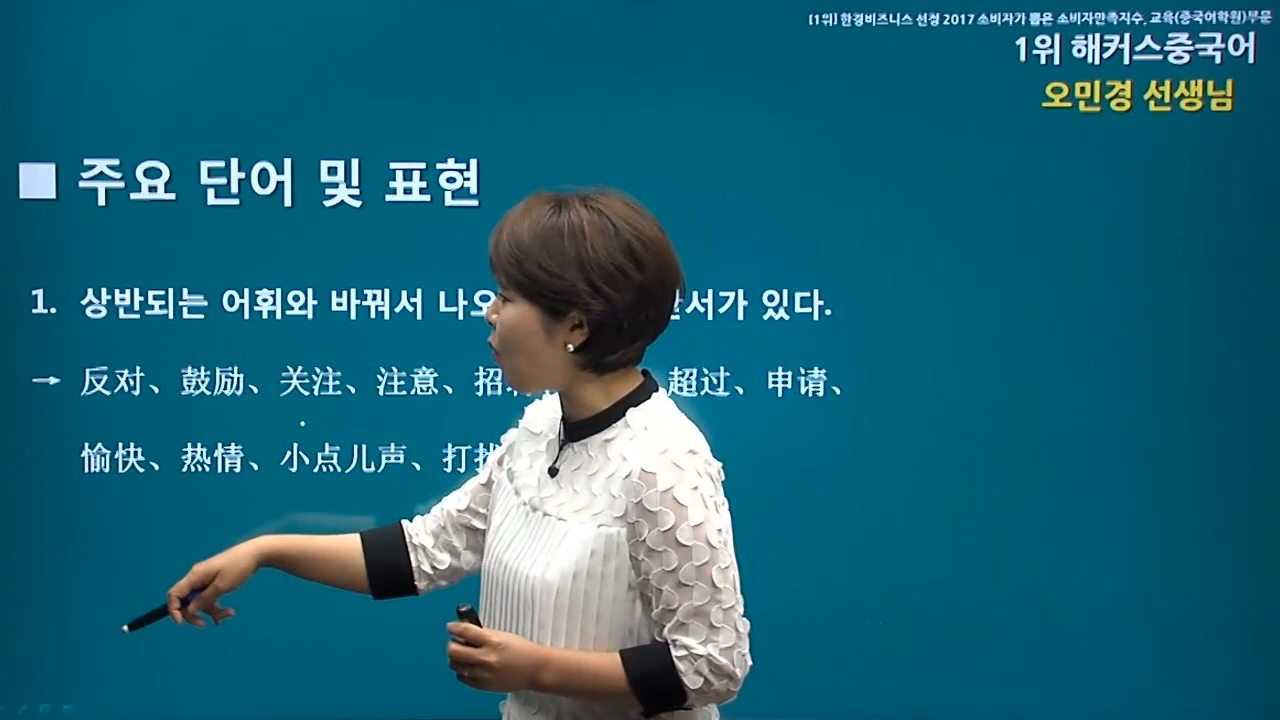 [1위] 한경비즈니스 선정 2017 소비자가 뽑은 소비자만족지수, 교육(중국어학원)부문
1위 해커스중국어
오민경 선생님
■ 주요 단어 및 표현
1. 상반되는 어휘와 바꿔서 나오 서가 있다.
→ 反对、鼓励、关注、注意、招 超过、申请、
愉快、热情、小点儿声、打